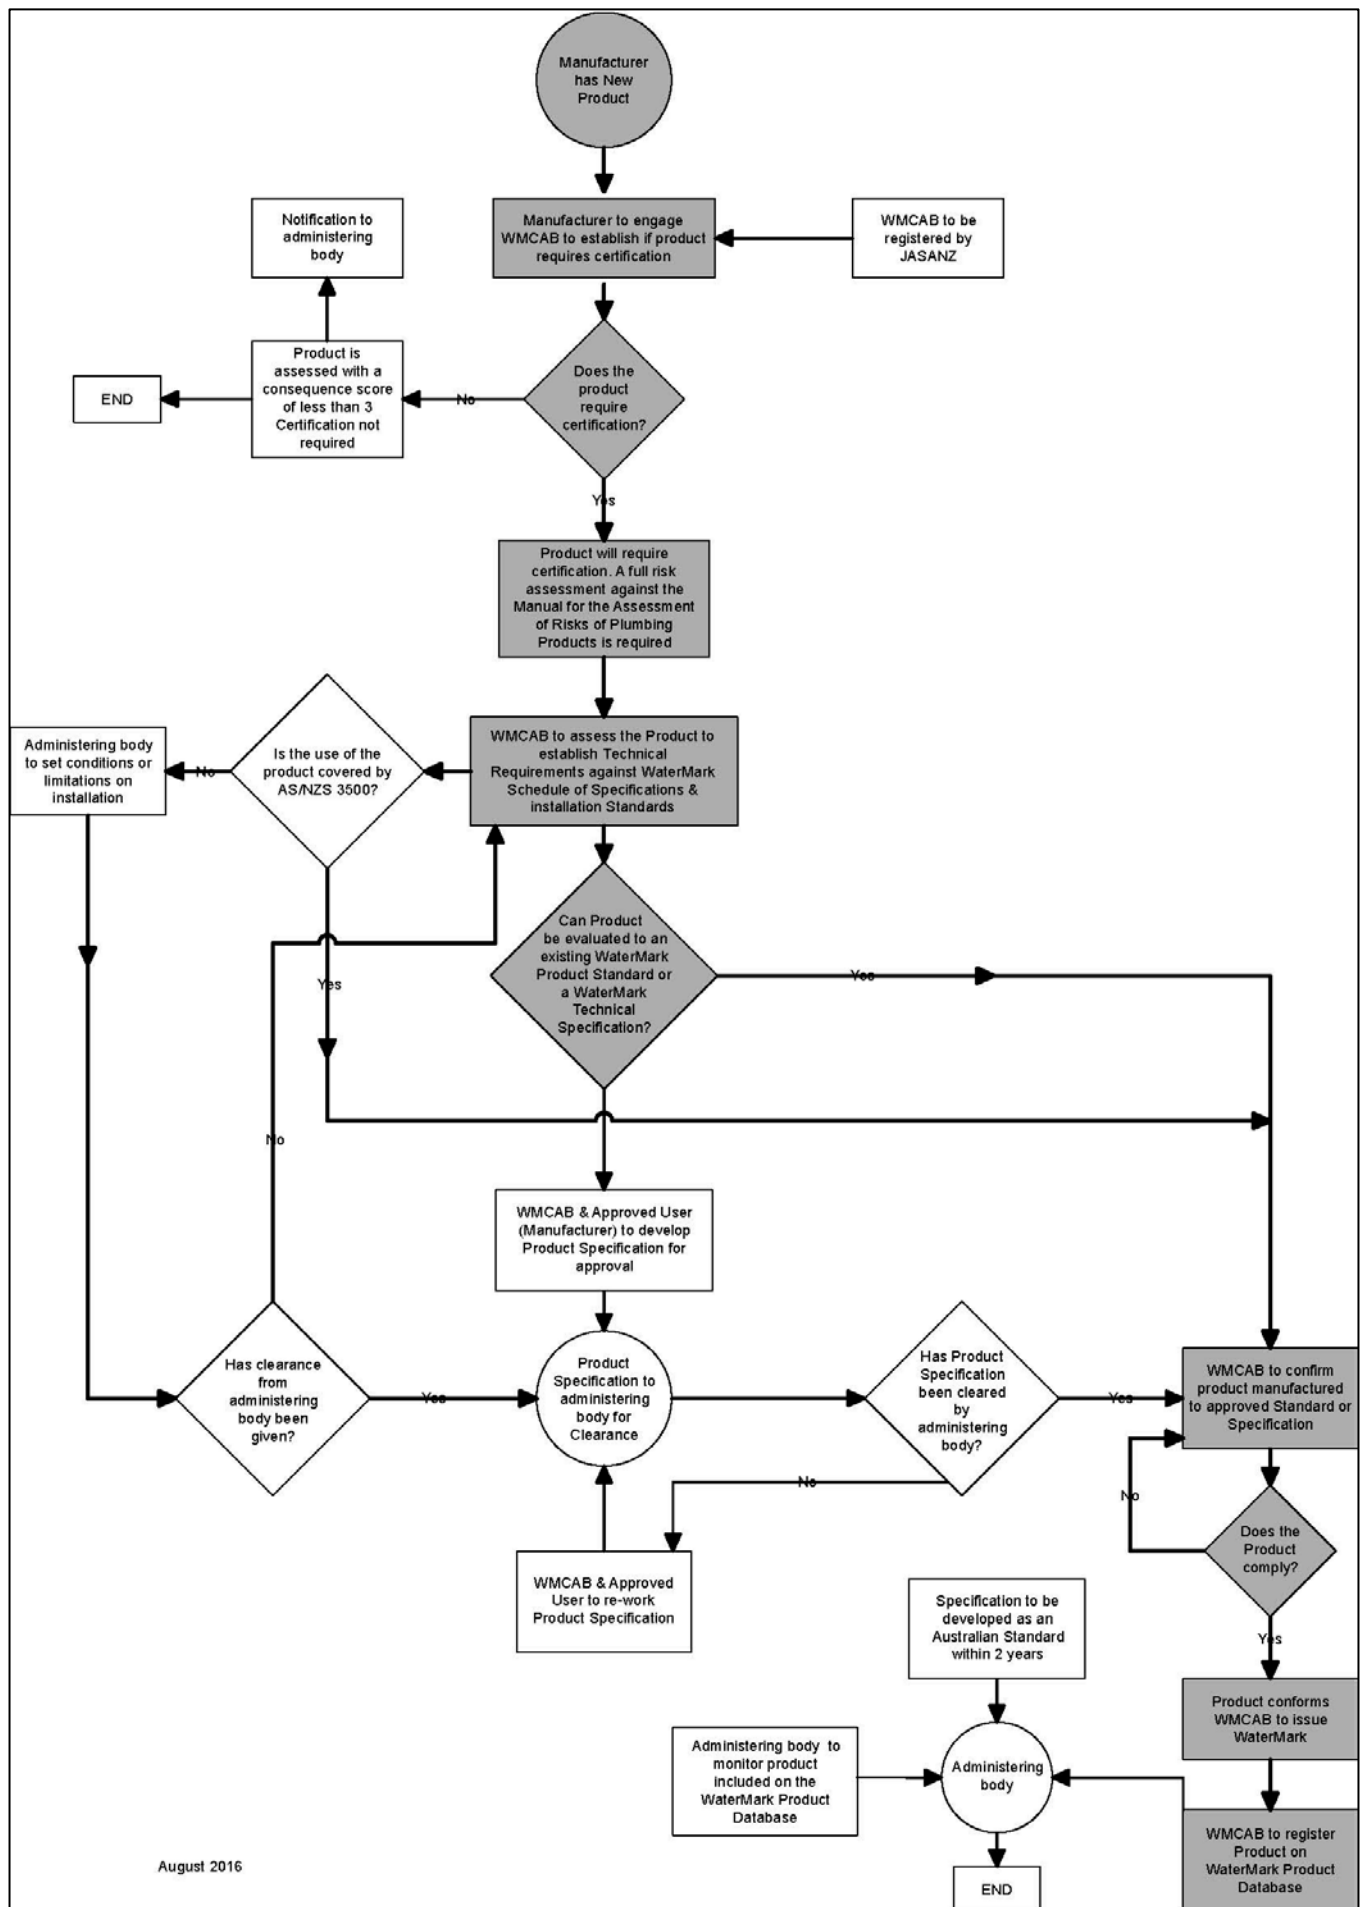 Manufacturer
has New
Product
Notification to
administering
body
Manufacturer to engage
WMCAB to establish if product
requires certification
WMCAB to be
registered by
JASANZ
END
Product is
assessed with a
consequence score
of less than 3
Certification not
required
No
Does the
product
require
certification?
Yes
Product will require
certification. A full risk
assessment against the
Manual for the Assessment
of Risks of Plumbing
Products is required
Administering body
to set conditions or
limitations on
installation
No
Is the use of the
product covered by
AS/NZS 3500?
WMCAB to assess the Product to
establish Technical
Requirements against WaterMark
Schedule of Specifications &
installation Standards
Can Product
be evaluated to an
existing WaterMark
Product Standard or
a WaterMark
Technical
Specification?
Yes
Yes
No
WMCAB & Approved User
(Manufacturer) to develop
Product Specification for
approval
Has clearance
from
administering
body been
given?
Yes
Product
Specification to
administering
body for
Clearance
Has Product
Specification
been cleared
by
administering
body?
Yes
WMCAB to confirm
product manufactured
to approved Standard or
Specification
No
No
Does the
Product
comply?
WMCAB & Approved
User to re-work
Product Specification
Specification to be
developed as an
Australian Standard
within 2 years
Yes
Product conforms
WMCAB to issue
WaterMark
Administering body to
monitor product
included on the
WaterMark Product
Database
Administering
body
WMCAB to register
Product on
WaterMark Product
Database
August 2016
END